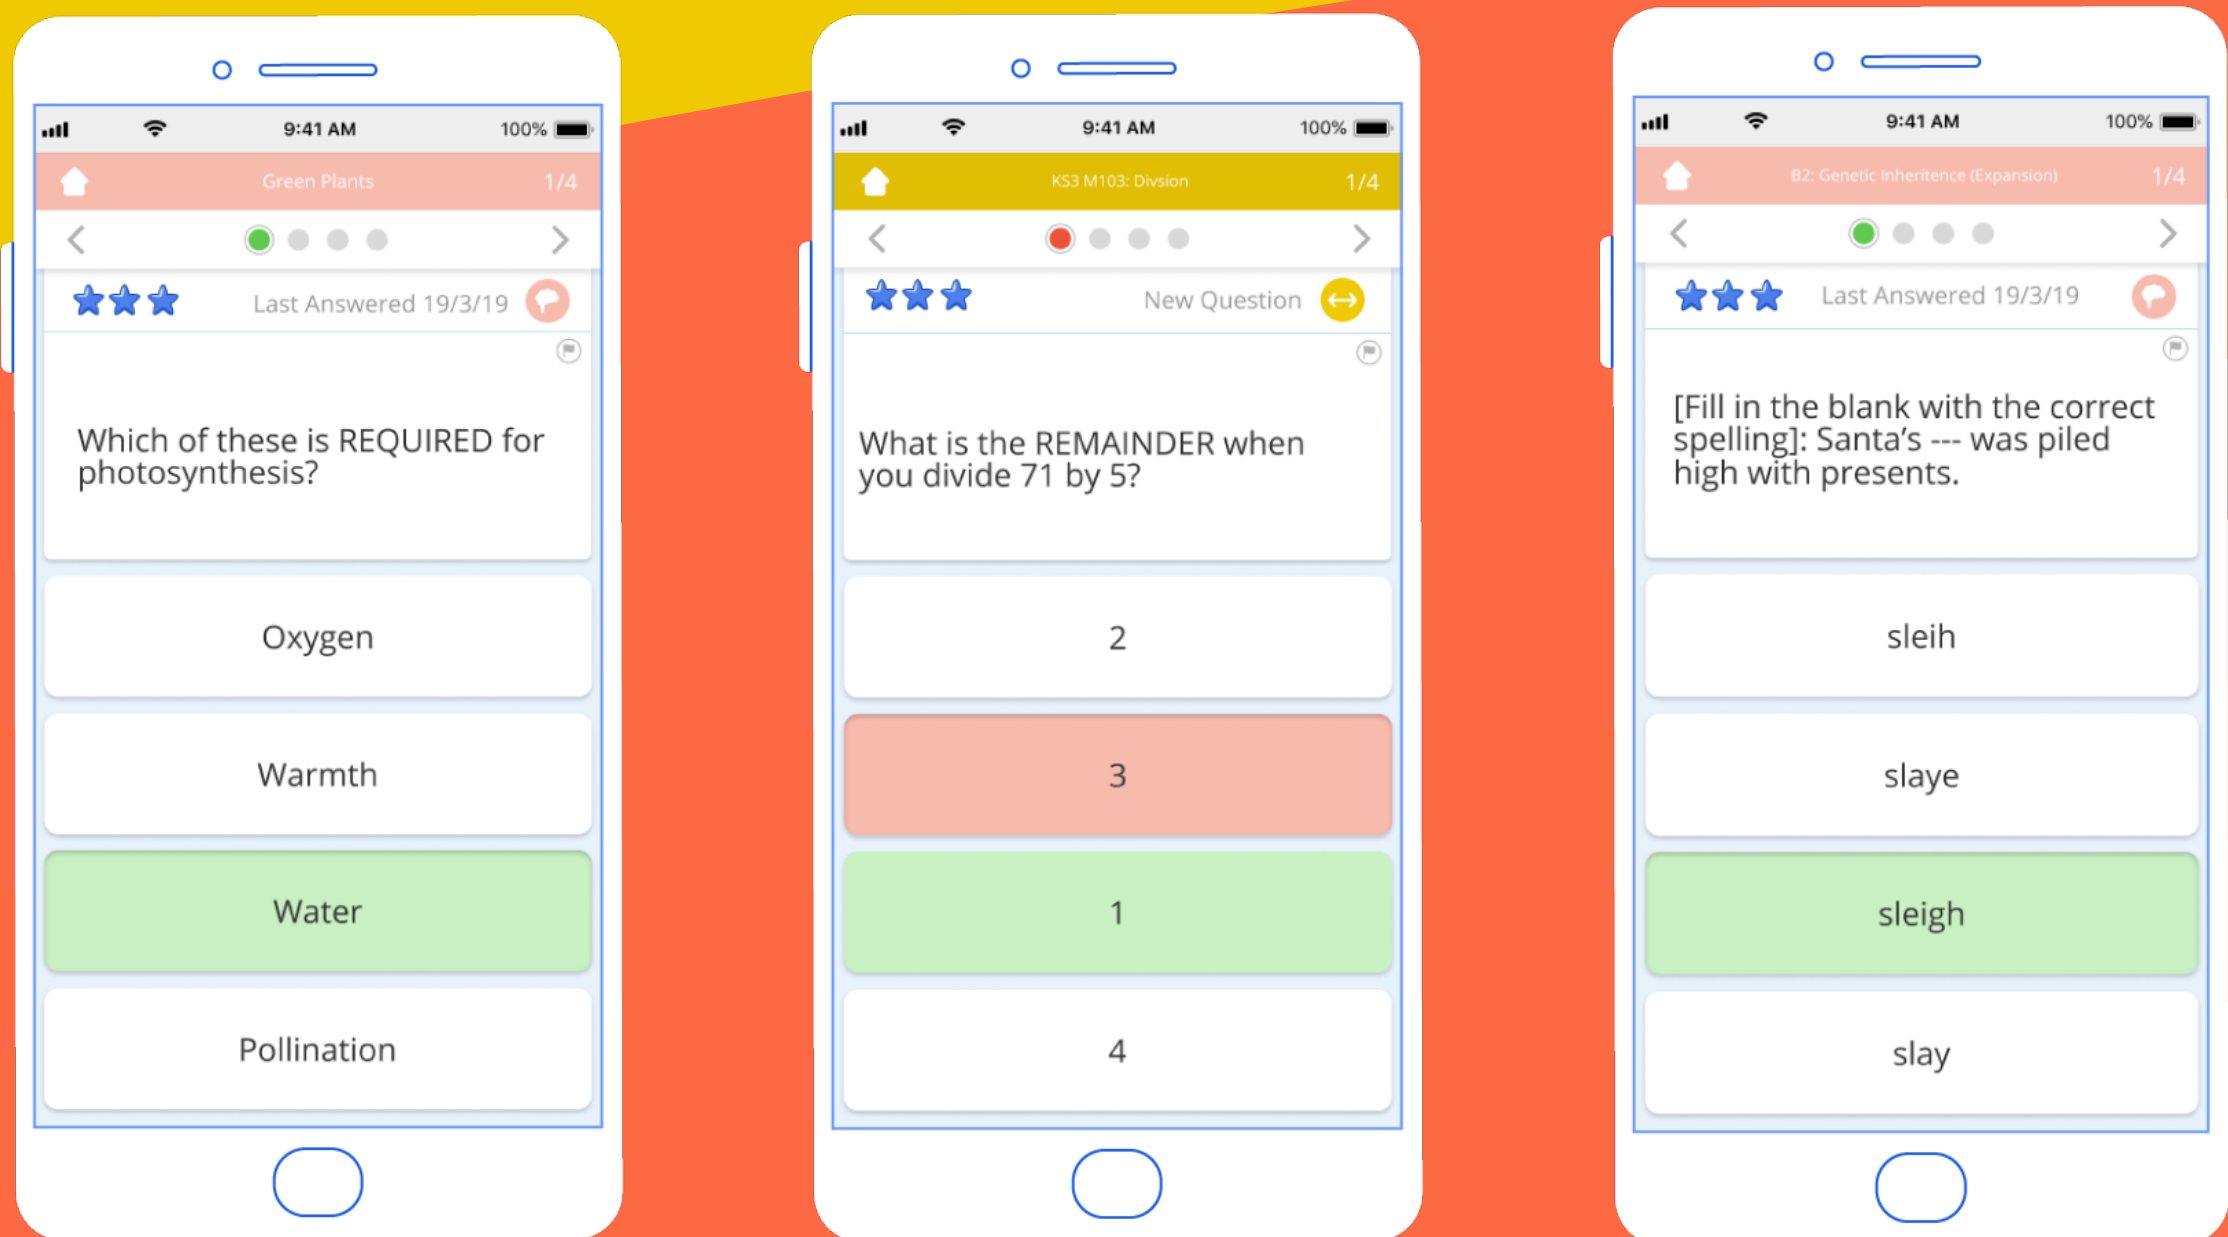 9:41 AM 100%
Green Plants 1/4
Last Answered 19/3/19
Which of these is REQUIRED for
photosynthesis?
Oxygen
Warmth
Water
Pollination
9:41 AM 100%
KS3 M103: Divsion 1/4
New Question
What is the REMAINDER when
you divide 71 by 5?
2
3
1
4
9:41 AM 100%
B2: Genetic Inheritence (Expansion) 1/4
Last Answered 19/3/19
[Fill in the blank with the correct
spelling]: Santa’s --- was piled
high with presents.
sleih
slaye
sleigh
slay